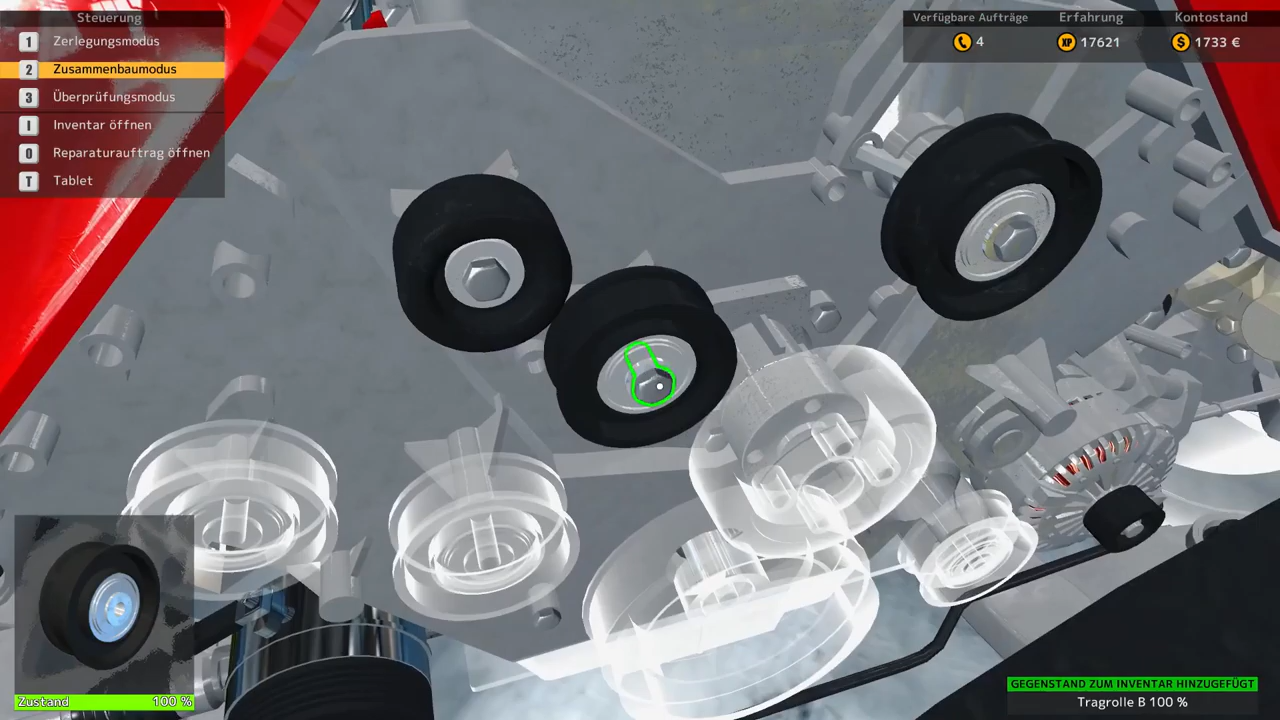 Steuerung
1 Zerlegungsmodus
2 Zusammenbaumodus
3 Überprüfungsmodus
I Inventar öffnen
O Reparaturauftrag öffnen
T Tablet
Verfügbare Aufträge Erfahrung Kontostand
4 XP 17621 $ 1733 €
Zustand 100 %
GEGENSTAND ZUM INVENTAR HINZUGEFÜGT
Tragrolle B 100 %